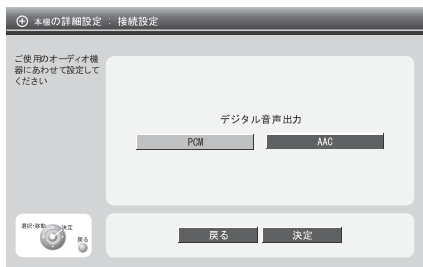 本機の詳細設定 : 接続設定
ご使用のオーディオ機
器にあわせて設定して
ください
デジタル音声出力
PCM
AAC
選択・移動
決定
戻る
戻る
決定